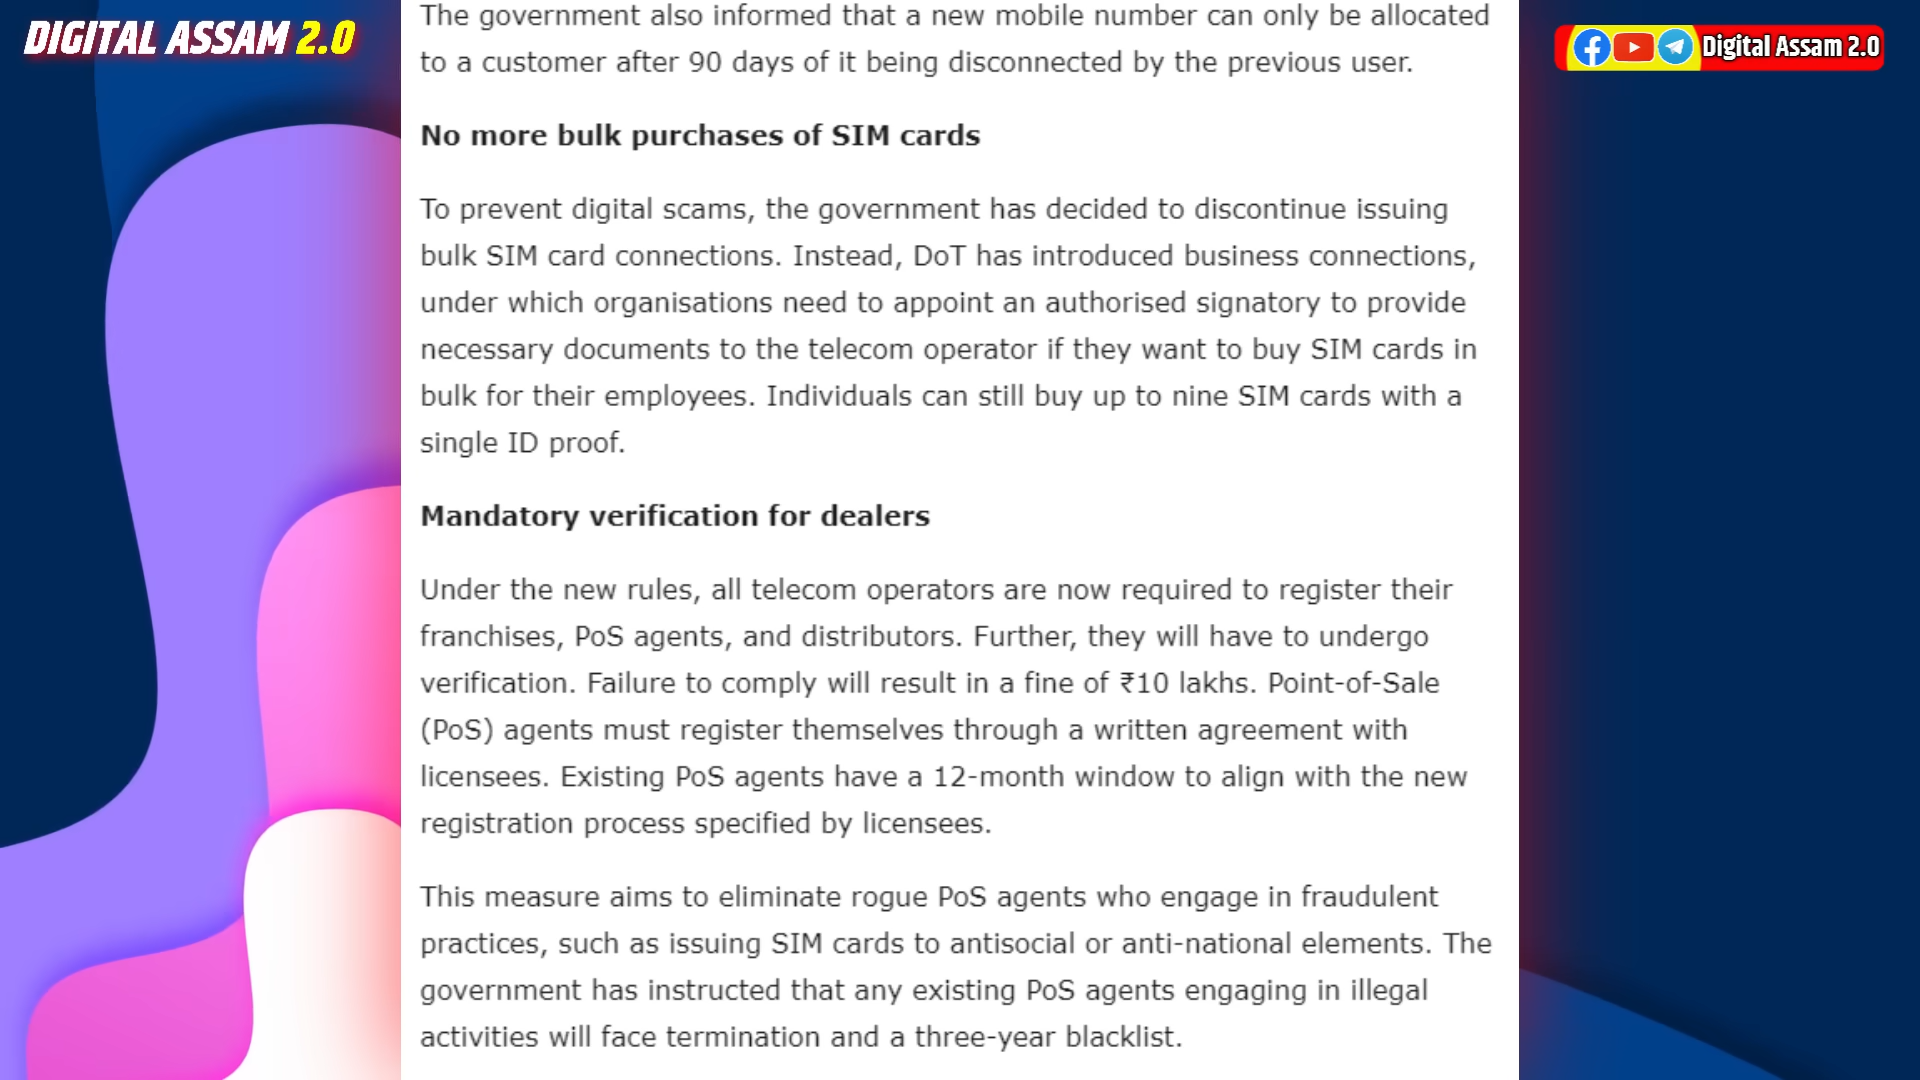 DIGITAL ASSAM 2.0
Digital Assam 2.0
The government also informed that a new mobile number can only be allocated
to a customer after 90 days of it being disconnected by the previous user.
No more bulk purchases of SIM cards
To prevent digital scams, the government has decided to discontinue issuing
bulk SIM card connections. Instead, DoT has introduced business connections,
under which organisations need to appoint an authorised signatory to provide
necessary documents to the telecom operator if they want to buy SIM cards in
bulk for their employees. Individuals can still buy up to nine SIM cards with a
single ID proof.
Mandatory verification for dealers
Under the new rules, all telecom operators are now required to register their
franchises, PoS agents, and distributors. Further, they will have to undergo
verification. Failure to comply will result in a fine of ₹10 lakhs. Point-of-Sale
(PoS) agents must register themselves through a written agreement with
licensees. Existing PoS agents have a 12-month window to align with the new
registration process specified by licensees.
This measure aims to eliminate rogue PoS agents who engage in fraudulent
practices, such as issuing SIM cards to antisocial or anti-national elements. The
government has instructed that any existing PoS agents engaging in illegal
activities will face termination and a three-year blacklist.